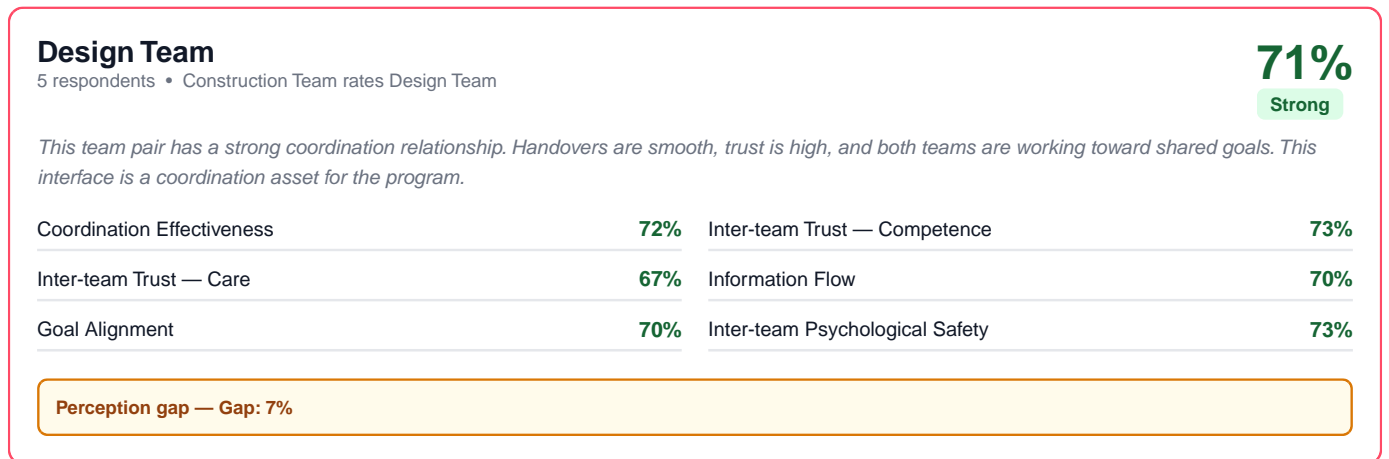 Design Team
71%
5 respondents • Construction Team rates Design Team
Strong
This team pair has a strong coordination relationship. Handovers are smooth, trust is high, and both teams are working toward shared goals. This
interface is a coordination asset for the program.
Coordination Effectiveness 72% Inter-team Trust — Competence 73%
Inter-team Trust — Care 67% Information Flow 70%
Goal Alignment 70% Inter-team Psychological Safety 73%
Perception gap — Gap: 7%